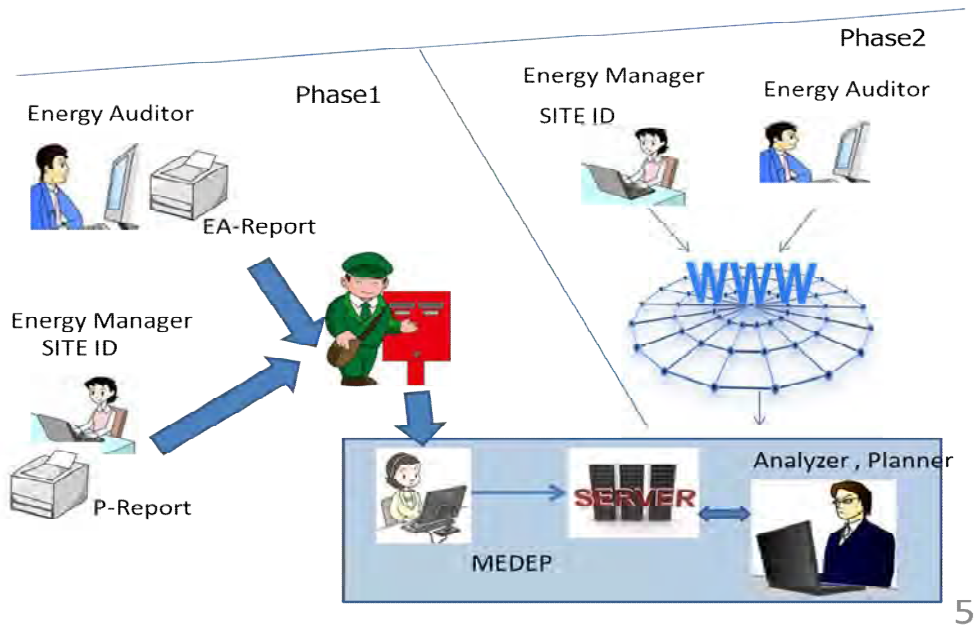 Phase2
Phase1
Energy Auditor
EA-Report
Energy Manager
SITE ID
P-Report
Energy Manager
SITE ID
Energy Auditor
WWW
MEDEP
SERVER
Analyzer , Planner
5